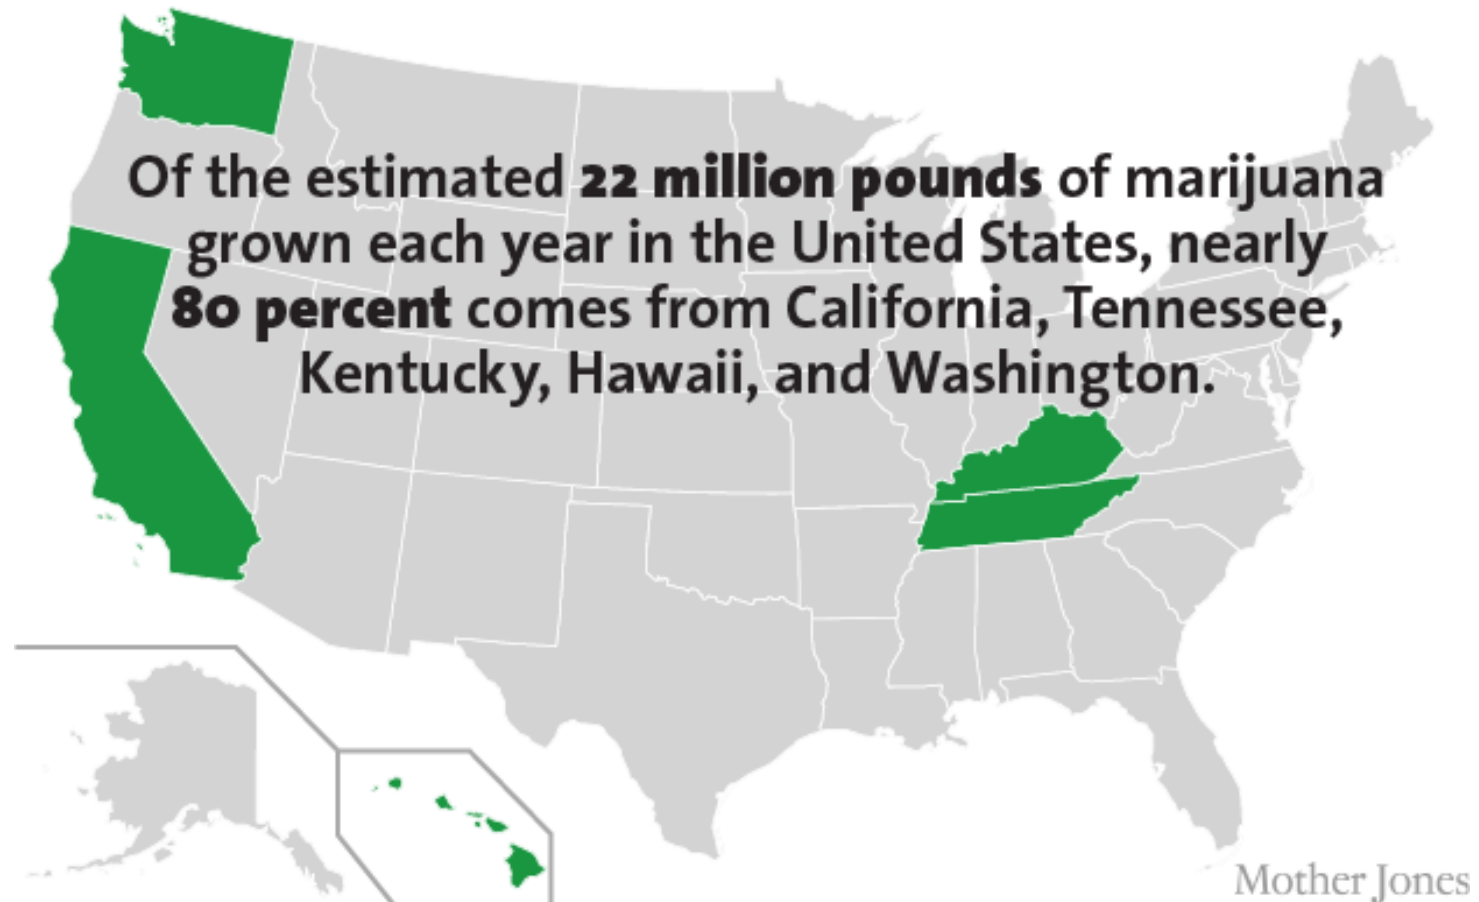 Of the estimated 22 million pounds of marijuana
grown each year in the United States, nearly
80 percent comes from California, Tennessee,
Kentucky, Hawaii, and Washington.
Mother Jones